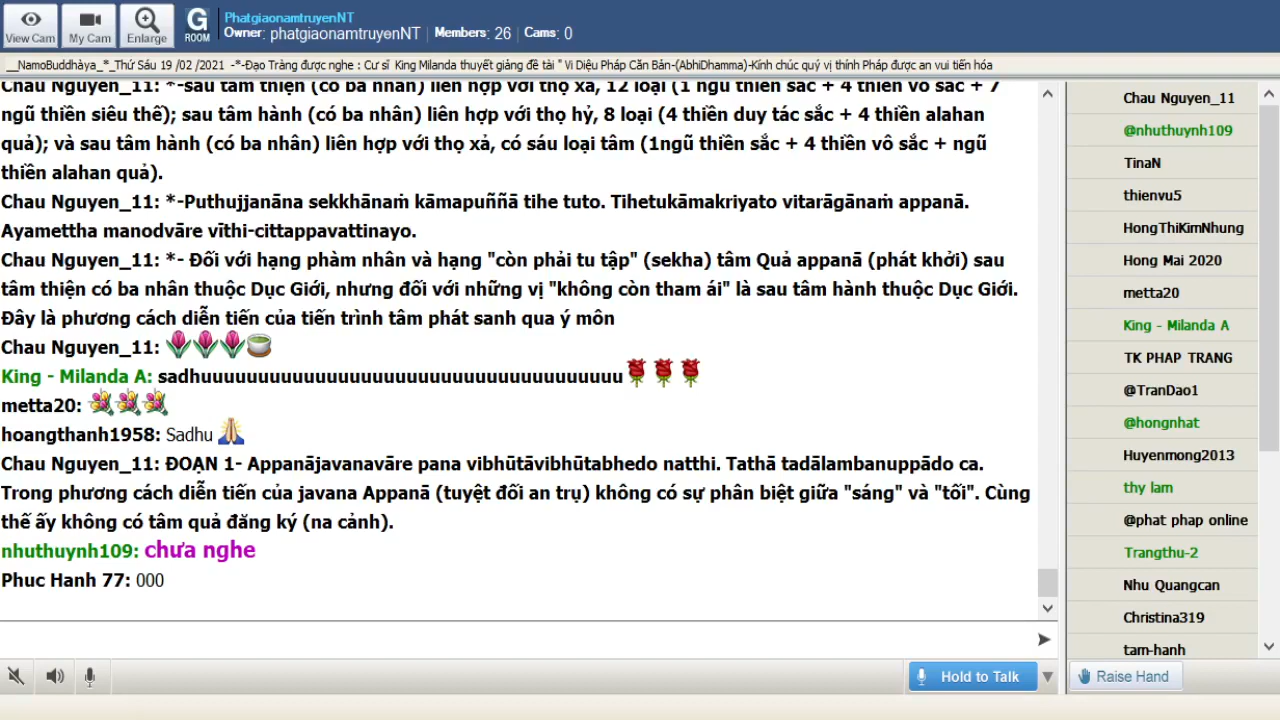 View Cam
My Cam
Enlarge
G
ROOM
PhatgiaonamtruyenNT
Owner: phatgiaonamtruyenNT | Members: 26 | Cams: 0
__NamoBuddhàya_*_Thứ Sáu 19 /02 /2021 -*-Đạo Tràng được nghe : Cư sĩ King Milanda thuyết giảng đề tài " Vi Diệu Pháp Căn Bản-(AbhiDhamma)-Kính chúc quý vị thính Pháp được an vui tiến hóa
Chau Nguyen_11: *-sau tâm thiện (có ba nhân) liên hợp với thọ xả, 12 loại (1 ngũ thiền sắc + 4 thiền vô sắc + 7
ngũ thiền siêu thế); sau tâm hành (có ba nhân) liên hợp với thọ hỷ, 8 loại (4 thiền duy tác sắc + 4 thiền alahan
quả); và sau tâm hành (có ba nhân) liên hợp với thọ xả, có sáu loại tâm (1ngũ thiền sắc + 4 thiền vô sắc + ngũ
thiền alahan quả).
Chau Nguyen_11: *-Puthujjanāna sekkhānaṁ kāmapuññā tihe tuto. Tihetukāmakriyato vitarāgānaṁ appanā.
Ayamettha manodvāre vīthi-cittappavattinayo.
Chau Nguyen_11: *- Đối với hạng phàm nhân và hạng "còn phải tu tập" (sekha) tâm Quả appanā (phát khởi) sau
tâm thiện có ba nhân thuộc Dục Giới, nhưng đối với những vị "không còn tham ái" là sau tâm hành thuộc Dục Giới.
Đây là phương cách diễn tiến của tiến trình tâm phát sanh qua ý môn
Chau Nguyen_11:
King - Milanda A: sadhuuuuuuuuuuuuuuuuuuuuuuuuuuuuuuuuuuuuu
metta20:
hoangthanh1958: Sadhu
Chau Nguyen_11: ĐOẠN 1- Appanājavanavāre pana vibhūtāvibhūtabhedo natthi. Tathā tadālambanuppādo ca.
Trong phương cách diễn tiến của javana Appanā (tuyệt đối an trụ) không có sự phân biệt giữa "sáng" và "tối". Cùng
thế ấy không có tâm quả đăng ký (na cảnh).
nhuthuynh109: chưa nghe
Phuc Hanh 77: 000
Chau Nguyen_11
@nhuthuynh109
TinaN
thienvu5
HongThiKimNhung
Hong Mai 2020
metta20
King - Milanda A
TK PHAP TRANG
@TranDao1
@hongnhat
Huyenmong2013
thy lam
@phat phap online
Trangthu-2
Nhu Quangcan
Christina319
tam-hanh
Hold to Talk
Raise Hand